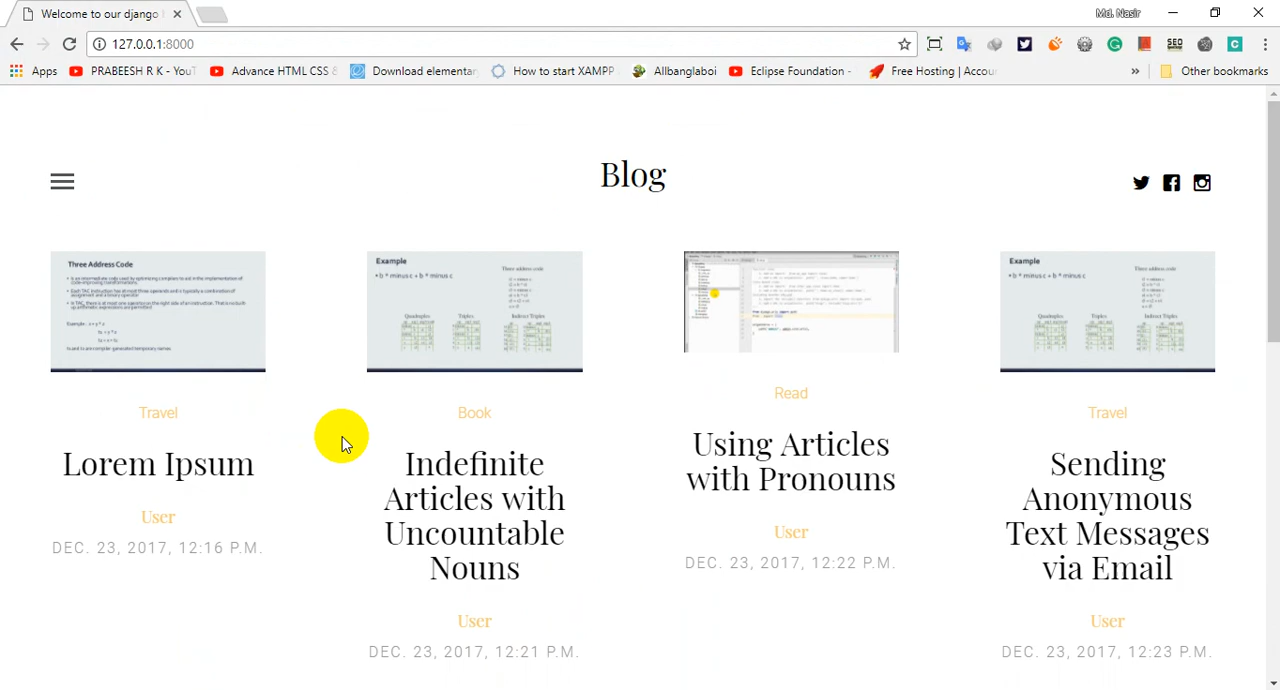 Welcome to our django
Md. Nasir
127.0.0.1:8000
Apps
PRABEESH R K - YouT
Advance HTML CSS &
Download elementar
How to start XAMPP
Allbanglaboi
Eclipse Foundation -
Free Hosting | Accou
»
Other bookmarks
SEO
Blog
Three Address Code
Travel
Lorem Ipsum
User
DEC. 23, 2017, 12:16 P.M.
Example
• b * minus c + b * minus c
Three address code
Quadruples
Triples
Indirect Triples
Book
Indefinite
Articles with
Uncountable
Nouns
User
DEC. 23, 2017, 12:21 P.M.
Read
Using Articles
with Pronouns
User
DEC. 23, 2017, 12:22 P.M.
Example
• b * minus c + b * minus c
Three address code
Quadruples
Triples
Indirect Triples
Travel
Sending
Anonymous
Text Messages
via Email
User
DEC. 23, 2017, 12:23 P.M.